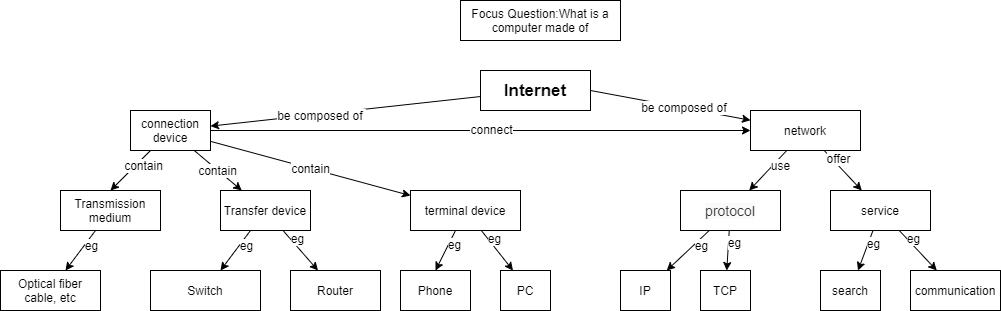 Focus Question:What is a
computer made of
Internet
be composed of
be composed of
connection
device
connect
network
contain
contain
contain
use
offer
Transmission
medium
Transfer device
terminal device
protocol
service
eg
eg
eg
eg
eg
eg
eg
eg
eg
Optical fiber
cable, etc
Switch
Router
Phone
PC
IP
TCP
search
communication